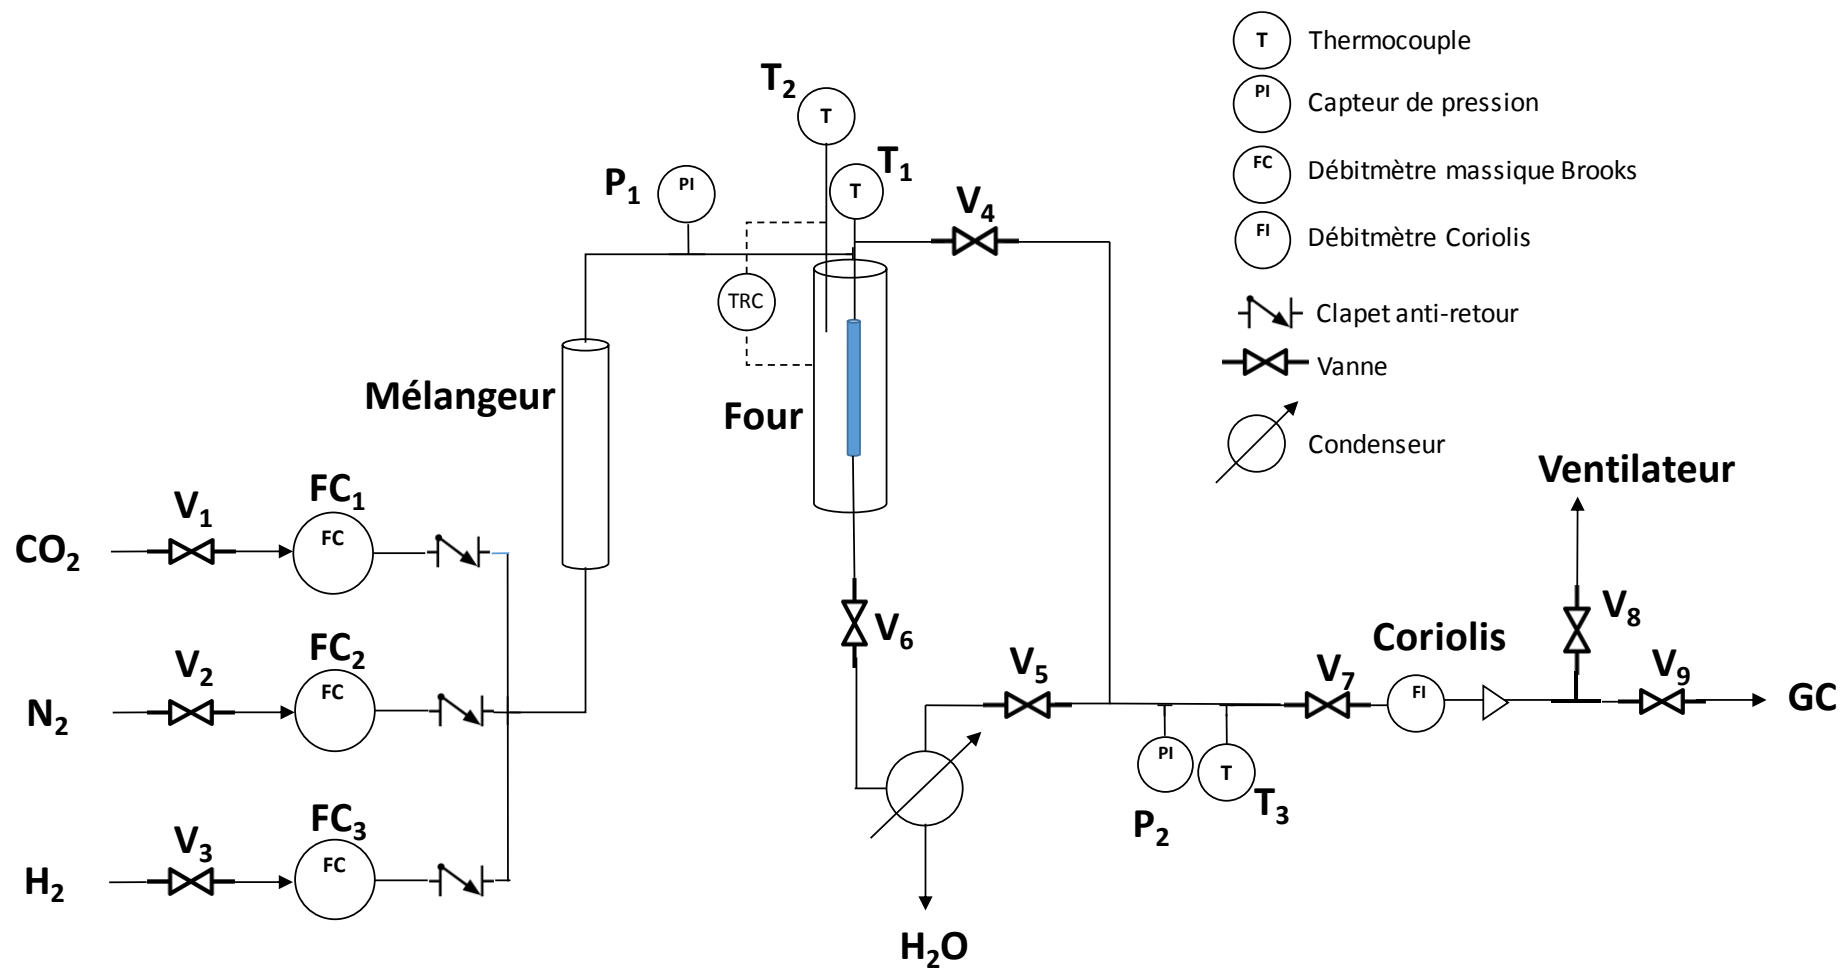 T Thermocouple
PI Capteur de pression
FC Débitmètre massique Brooks
FI Débitmètre Coriolis
Clapet anti-retour
Vanne
Condenseur
T₂
T
T₁
T
P₁
PI
V₄
TRC
Mélangeur
Four
CO₂
V₁
FC₁
FC
N₂
V₂
FC₂
FC
H₂
V₃
FC₃
FC
V₆
V₅
H₂O
PI
P₂
T
T₃
V₇
Coriolis
FI
Ventilateur
V₈
V₉
GC